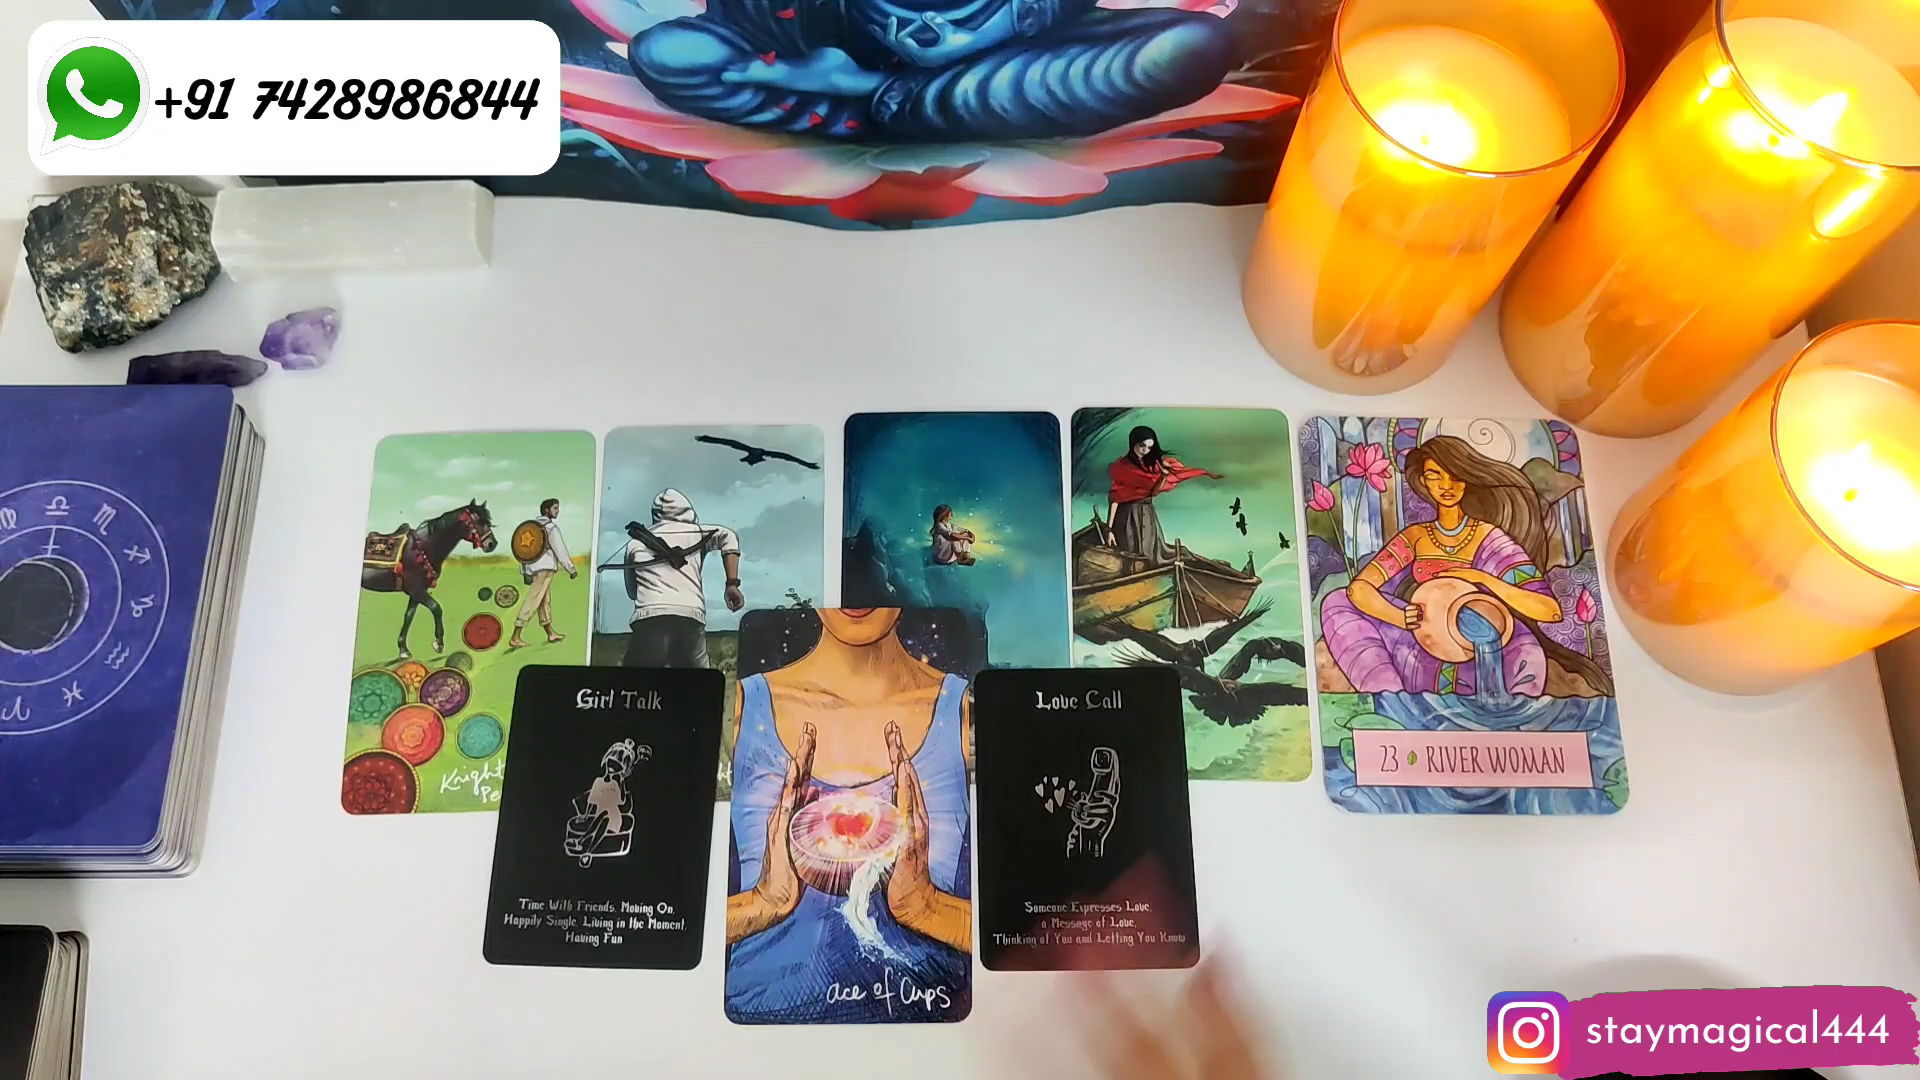 +91 7428986844
Knight
Pe
Girl Talk
Time With Friends, Moving On,
Happily Single, Living in the Moment,
Having Fun
ace of Cups
Love Call
Someone Expresses Love,
a Message of Love,
Thinking of You and Letting You Know
23 RIVER WOMAN
staymagical444